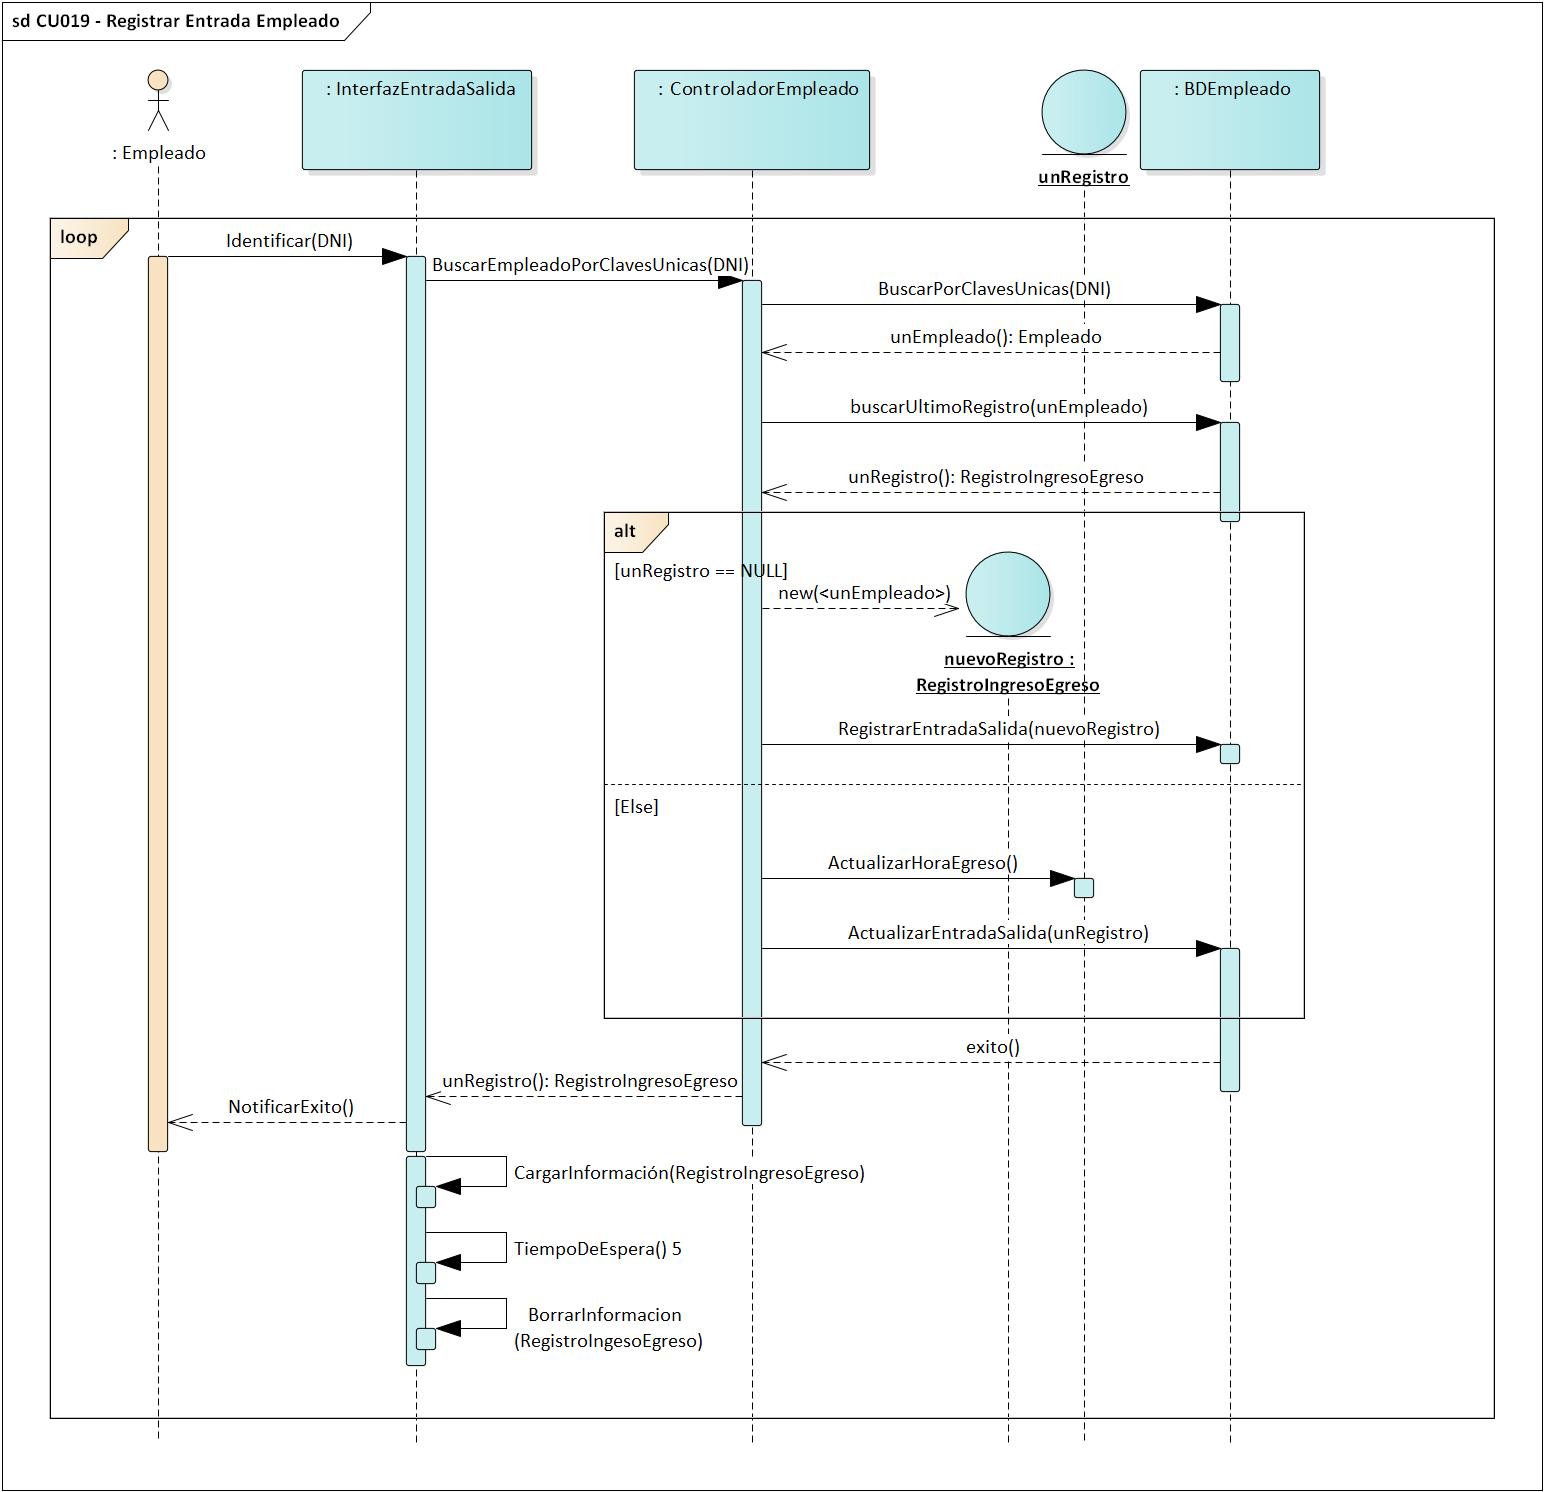 sd CU019 - Registrar Entrada Empleado
: Empleado
: InterfazEntradaSalida
: ControladorEmpleado
unRegistro
: BDEmpleado
loop
Identificar(DNI)
BuscarEmpleadoPorClavesUnicas(DNI)
BuscarPorClavesUnicas(DNI)
unEmpleado(): Empleado
buscarUltimoRegistro(unEmpleado)
unRegistro(): RegistroIngresoEgreso
alt
[unRegistro == NULL]
new(<unEmpleado>)
nuevoRegistro :
RegistroIngresoEgreso
RegistrarEntradaSalida(nuevoRegistro)
[Else]
ActualizarHoraEgreso()
ActualizarEntradaSalida(unRegistro)
exito()
unRegistro(): RegistroIngresoEgreso
NotificarExito()
CargarInformación(RegistroIngresoEgreso)
TiempoDeEspera() 5
BorrarInformacion
(RegistroIngesoEgreso)